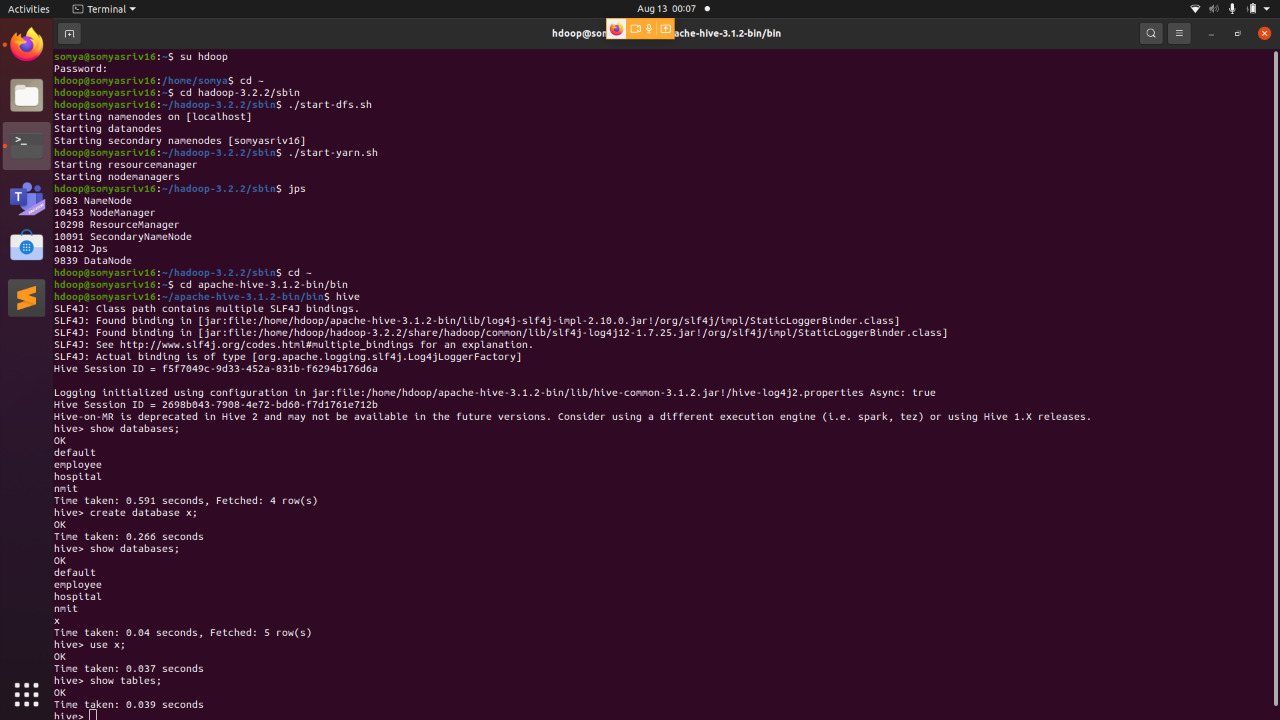 Activities
Terminal
Aug 13 00:07
hdoop@som
pache-hive-3.1.2-bin/bin
somya@somyasriv16:~$ su hdoop
Password:
hdoop@somyasriv16:/home/somya$ cd ~
hdoop@somyasriv16:~$ cd hadoop-3.2.2/sbin
hdoop@somyasriv16:~/hadoop-3.2.2/sbin$ ./start-dfs.sh
Starting namenodes on [localhost]
Starting datanodes
Starting secondary namenodes [somyasriv16]
hdoop@somyasriv16:~/hadoop-3.2.2/sbin$ ./start-yarn.sh
Starting resourcemanager
Starting nodemanagers
hdoop@somyasriv16:~/hadoop-3.2.2/sbin$ jps
9683 NameNode
10453 NodeManager
10298 ResourceManager
10091 SecondaryNameNode
10812 Jps
9839 DataNode
hdoop@somyasriv16:~/hadoop-3.2.2/sbin$ cd ~
hdoop@somyasriv16:~$ cd apache-hive-3.1.2-bin/bin
hdoop@somyasriv16:~/apache-hive-3.1.2-bin/bin$ hive
SLF4J: Class path contains multiple SLF4J bindings.
SLF4J: Found binding in [jar:file:/home/hdoop/apache-hive-3.1.2-bin/lib/log4j-slf4j-impl-2.10.0.jar!/org/slf4j/impl/StaticLoggerBinder.class]
SLF4J: Found binding in [jar:file:/home/hdoop/hadoop-3.2.2/share/hadoop/common/lib/slf4j-log4j12-1.7.25.jar!/org/slf4j/impl/StaticLoggerBinder.class]
SLF4J: See http://www.slf4j.org/codes.html#multiple_bindings for an explanation.
SLF4J: Actual binding is of type [org.apache.logging.slf4j.Log4jLoggerFactory]
Hive Session ID = f5f7049c-9d33-452a-831b-f6294b176d6a
Logging initialized using configuration in jar:file:/home/hdoop/apache-hive-3.1.2-bin/lib/hive-common-3.1.2.jar!/hive-log4j2.properties Async: true
Hive Session ID = 2698b043-7908-4e72-bd60-f7d1761e712b
Hive-on-MR is deprecated in Hive 2 and may not be available in the future versions. Consider using a different execution engine (i.e. spark, tez) or using Hive 1.X releases.
hive> show databases;
OK
default
employee
hospital
nmit
Time taken: 0.591 seconds, Fetched: 4 row(s)
hive> create database x;
OK
Time taken: 0.266 seconds
hive> show databases;
OK
default
employee
hospital
nmit
x
Time taken: 0.04 seconds, Fetched: 5 row(s)
hive> use x;
OK
Time taken: 0.037 seconds
hive> show tables;
OK
Time taken: 0.039 seconds
hive>